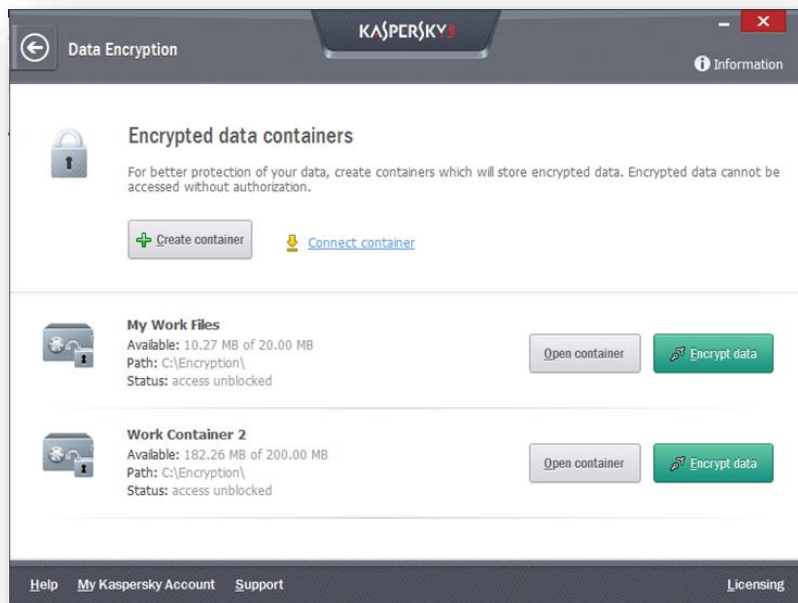 KASPERSKY
Data Encryption
Information
Encrypted data containers
For better protection of your data, create containers which will store encrypted data. Encrypted data cannot be
accessed without authorization.
Create container
Connect container
My Work Files
Available: 10.27 MB of 20.00 MB
Path: C:\Encryption\
Status: access unblocked
Open container
Encrypt data
Work Container 2
Available: 182.26 MB of 200.00 MB
Path: C:\Encryption\
Status: access unblocked
Open container
Encrypt data
Help
My Kaspersky Account
Support
Licensing